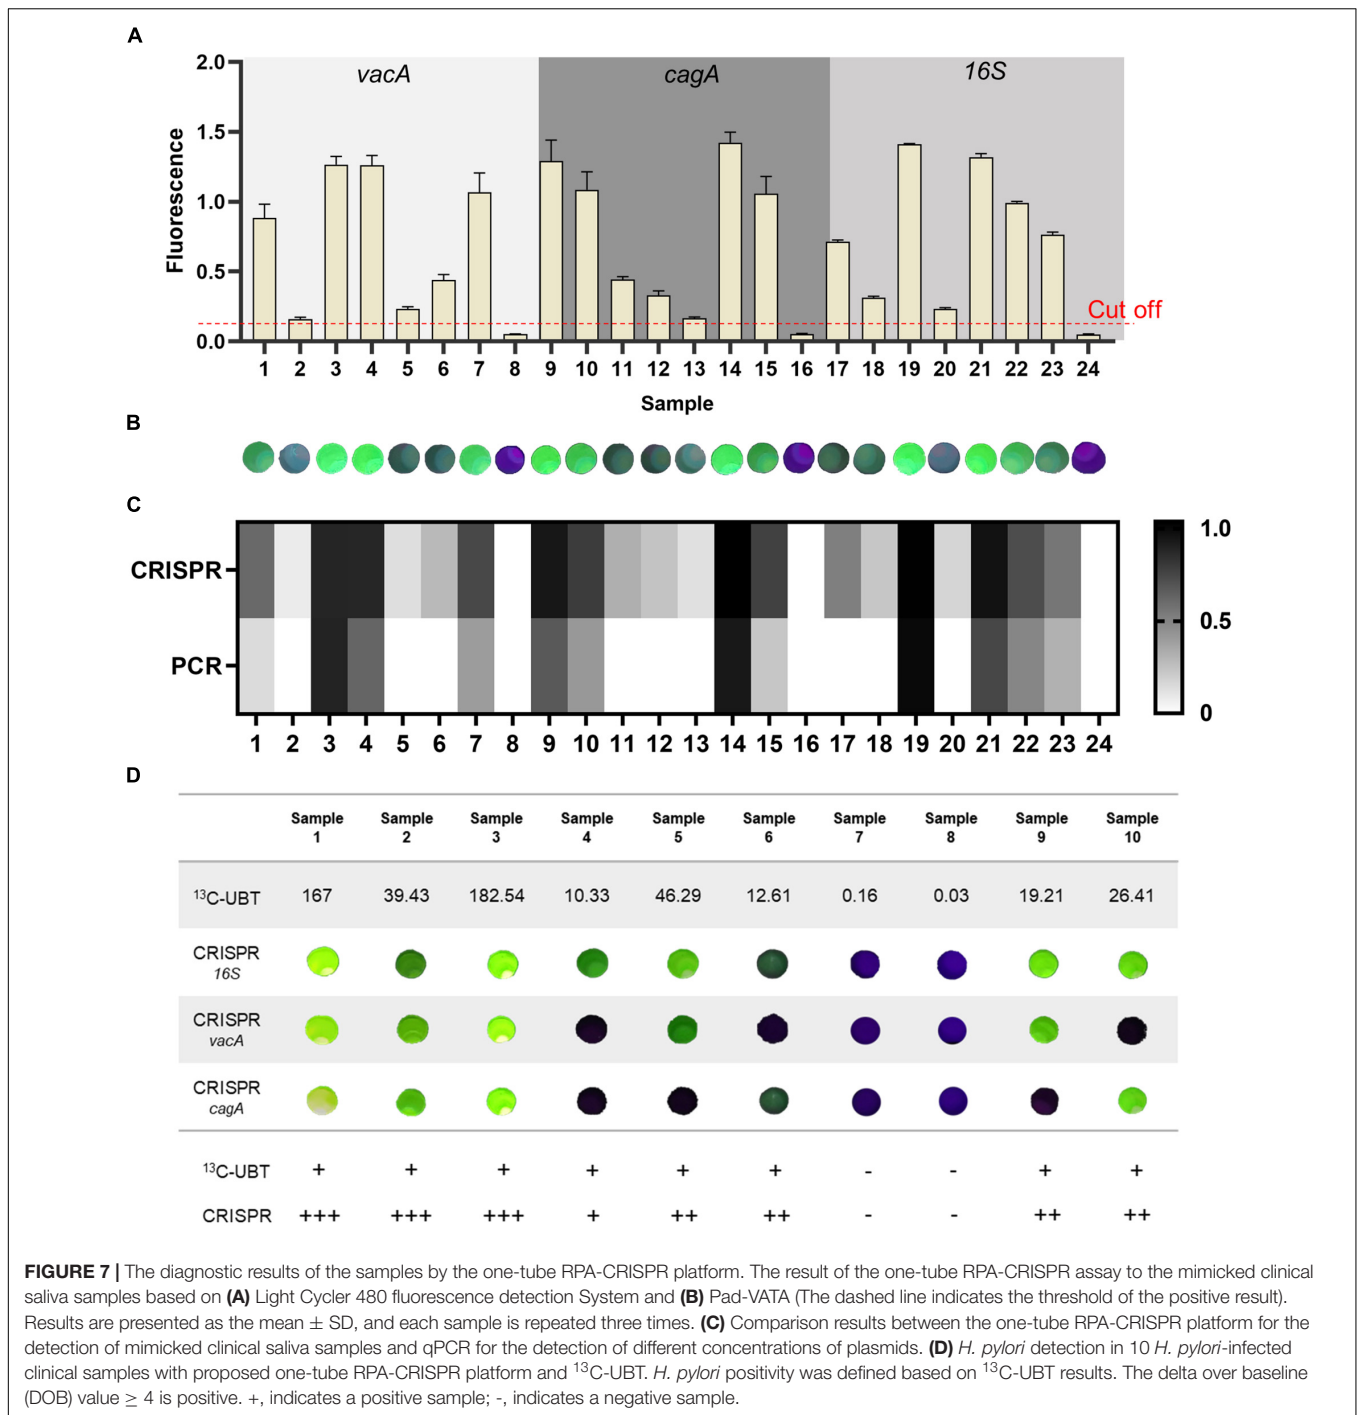 A
2.0
vacA
cagA
16S
1.5
1.0
0.5
0.0
Fluorescence
Cut off
1 2 3 4 5 6 7 8 9 10 11 12 13 14 15 16 17 18 19 20 21 22 23 24
Sample
B
C
CRISPR
PCR
1.0
0.5
0
1 2 3 4 5 6 7 8 9 10 11 12 13 14 15 16 17 18 19 20 21 22 23 24
D
Sample Sample Sample Sample Sample Sample Sample Sample Sample Sample
1 2 3 4 5 6 7 8 9 10
¹³C-UBT 167 39.43 182.54 10.33 46.29 12.61 0.16 0.03 19.21 26.41
CRISPR
16S
CRISPR
vacA
CRISPR
cagA
¹³C-UBT + + + + + + - - + +
CRISPR +++ +++ +++ + ++ ++ - - ++ ++
FIGURE 7 | The diagnostic results of the samples by the one-tube RPA-CRISPR platform. The result of the one-tube RPA-CRISPR assay to the mimicked clinical
saliva samples based on (A) Light Cycler 480 fluorescence detection System and (B) Pad-VATA (The dashed line indicates the threshold of the positive result).
Results are presented as the mean ± SD, and each sample is repeated three times. (C) Comparison results between the one-tube RPA-CRISPR platform for the
detection of mimicked clinical saliva samples and qPCR for the detection of different concentrations of plasmids. (D) H. pylori detection in 10 H. pylori-infected
clinical samples with proposed one-tube RPA-CRISPR platform and ¹³C-UBT. H. pylori positivity was defined based on ¹³C-UBT results. The delta over baseline
(DOB) value ≥ 4 is positive. +, indicates a positive sample; -, indicates a negative sample.